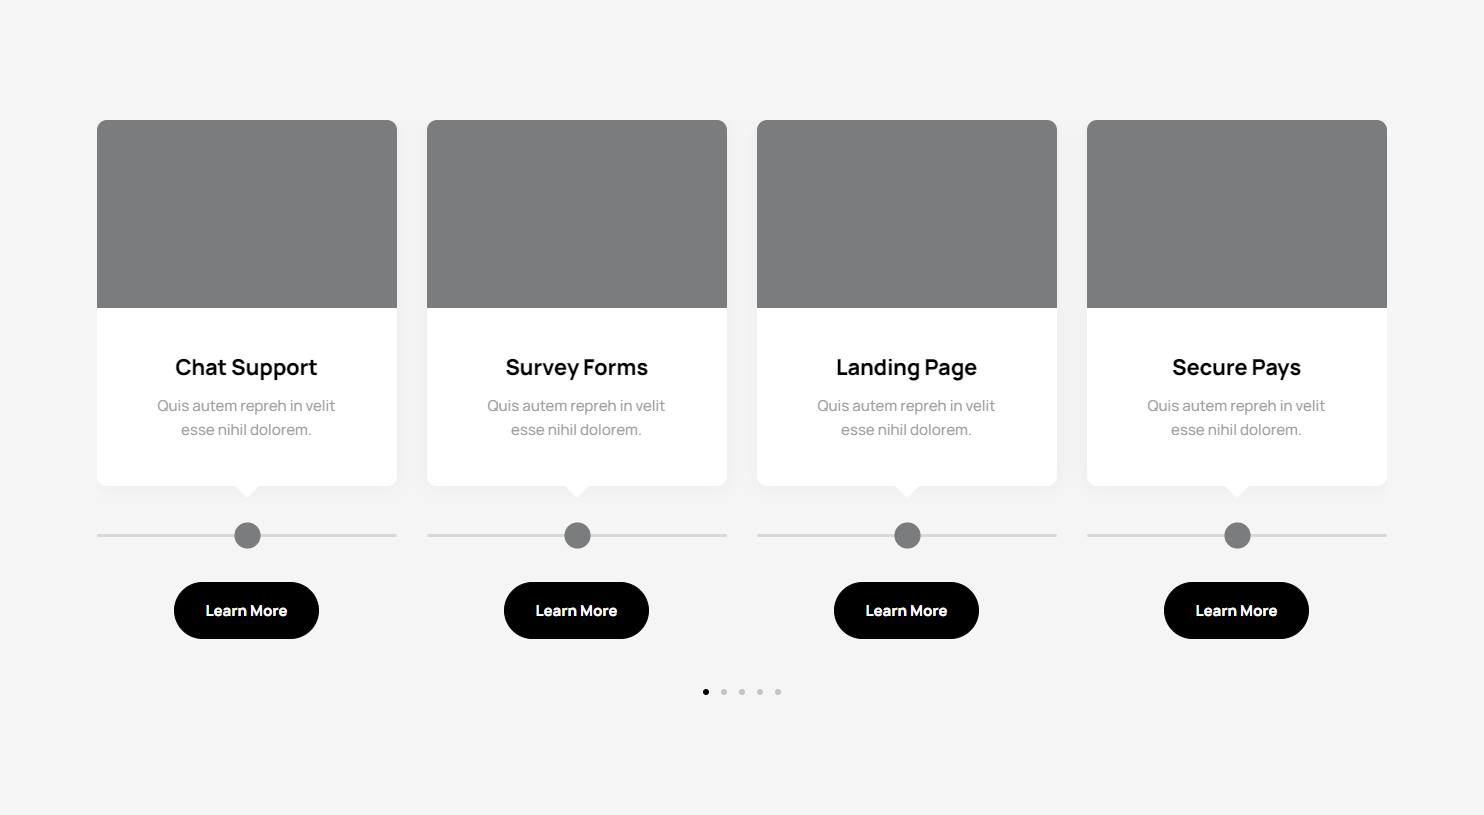 Chat Support
Quis autem repreh in velit
esse nihil dolorem.
Learn More
Survey Forms
Quis autem repreh in velit
esse nihil dolorem.
Learn More
Landing Page
Quis autem repreh in velit
esse nihil dolorem.
Learn More
Secure Pays
Quis autem repreh in velit
esse nihil dolorem.
Learn More